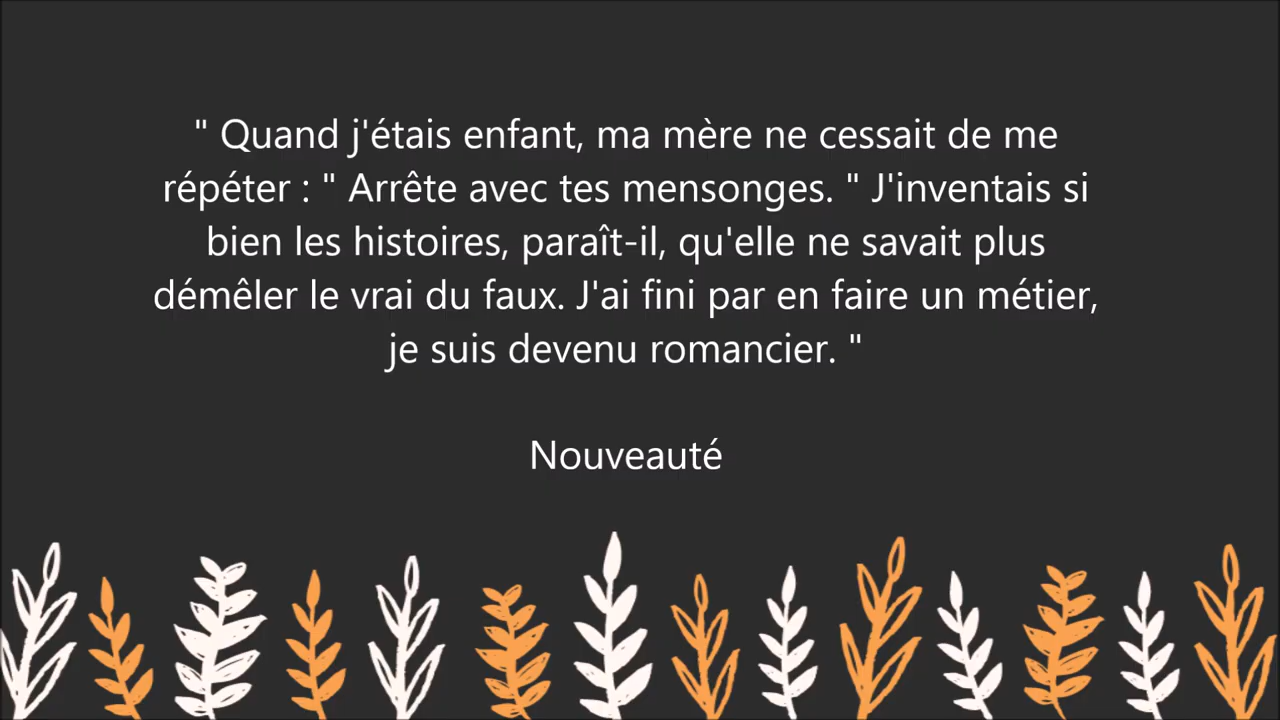 " Quand j'étais enfant, ma mère ne cessait de me
répéter : " Arrête avec tes mensonges. " J'inventais si
bien les histoires, paraît-il, qu'elle ne savait plus
démêler le vrai du faux. J'ai fini par en faire un métier,
je suis devenu romancier. "
Nouveauté